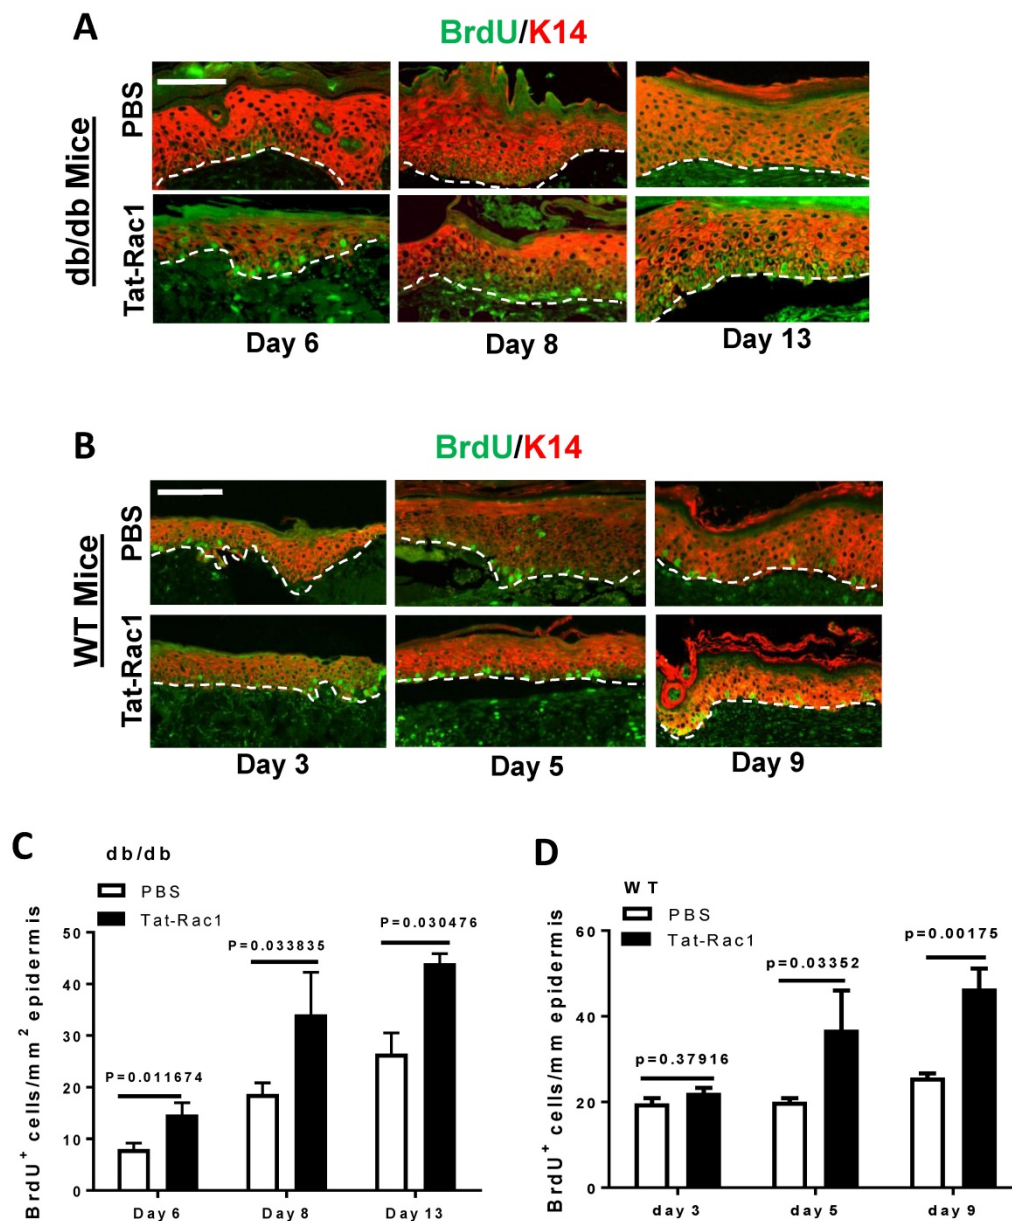 A
BrdU/K14
db/db Mice
PBS
Tat-Rac1
Day 6
Day 8
Day 13
B
BrdU/K14
WT Mice
PBS
Tat-Rac1
Day 3
Day 5
Day 9
C
db/db
PBS
Tat-Rac1
BrdU⁺ cells/mm² epidermis
50
40
30
20
10
0
P=0.011674
P=0.033835
P=0.030476
Day 6
Day 8
Day 13
D
WT
PBS
Tat-Rac1
BrdU⁺ cells/mm epidermis
60
40
20
0
p=0.37916
p=0.03352
p=0.00175
day 3
day 5
day 9